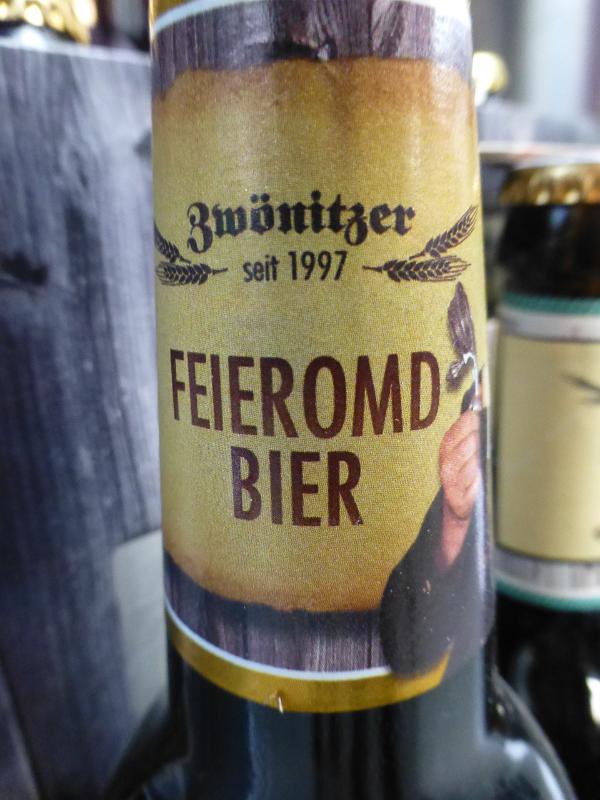 Zwönitzer
seit 1997
FEIEROMD
BIER